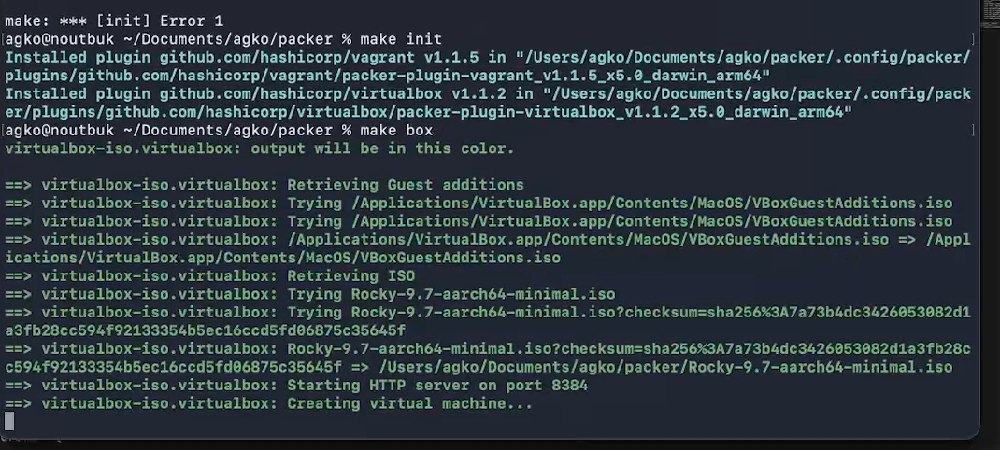 make: *** [init] Error 1
[agko@noutbuk ~/Documents/agko/packer % make init ]
Installed plugin github.com/hashicorp/vagrant v1.1.5 in "/Users/agko/Documents/agko/packer/.config/packer/
plugins/github.com/hashicorp/vagrant/packer-plugin-vagrant_v1.1.5_x5.0_darwin_arm64"
Installed plugin github.com/hashicorp/virtualbox v1.1.2 in "/Users/agko/Documents/agko/packer/.config/pack
er/plugins/github.com/hashicorp/virtualbox/packer-plugin-virtualbox_v1.1.2_x5.0_darwin_arm64"
[agko@noutbuk ~/Documents/agko/packer % make box ]
virtualbox-iso.virtualbox: output will be in this color.
==> virtualbox-iso.virtualbox: Retrieving Guest additions
==> virtualbox-iso.virtualbox: Trying /Applications/VirtualBox.app/Contents/MacOS/VBoxGuestAdditions.iso
==> virtualbox-iso.virtualbox: Trying /Applications/VirtualBox.app/Contents/MacOS/VBoxGuestAdditions.iso
==> virtualbox-iso.virtualbox: /Applications/VirtualBox.app/Contents/MacOS/VBoxGuestAdditions.iso => /Appl
ications/VirtualBox.app/Contents/MacOS/VBoxGuestAdditions.iso
==> virtualbox-iso.virtualbox: Retrieving ISO
==> virtualbox-iso.virtualbox: Trying Rocky-9.7-aarch64-minimal.iso
==> virtualbox-iso.virtualbox: Trying Rocky-9.7-aarch64-minimal.iso?checksum=sha256%3A7a73b4dc3426053082d1
a3fb28cc594f92133354b5ec16ccd5fd06875c35645f
==> virtualbox-iso.virtualbox: Rocky-9.7-aarch64-minimal.iso?checksum=sha256%3A7a73b4dc3426053082d1a3fb28c
c594f92133354b5ec16ccd5fd06875c35645f => /Users/agko/Documents/agko/packer/Rocky-9.7-aarch64-minimal.iso
==> virtualbox-iso.virtualbox: Starting HTTP server on port 8384
==> virtualbox-iso.virtualbox: Creating virtual machine...